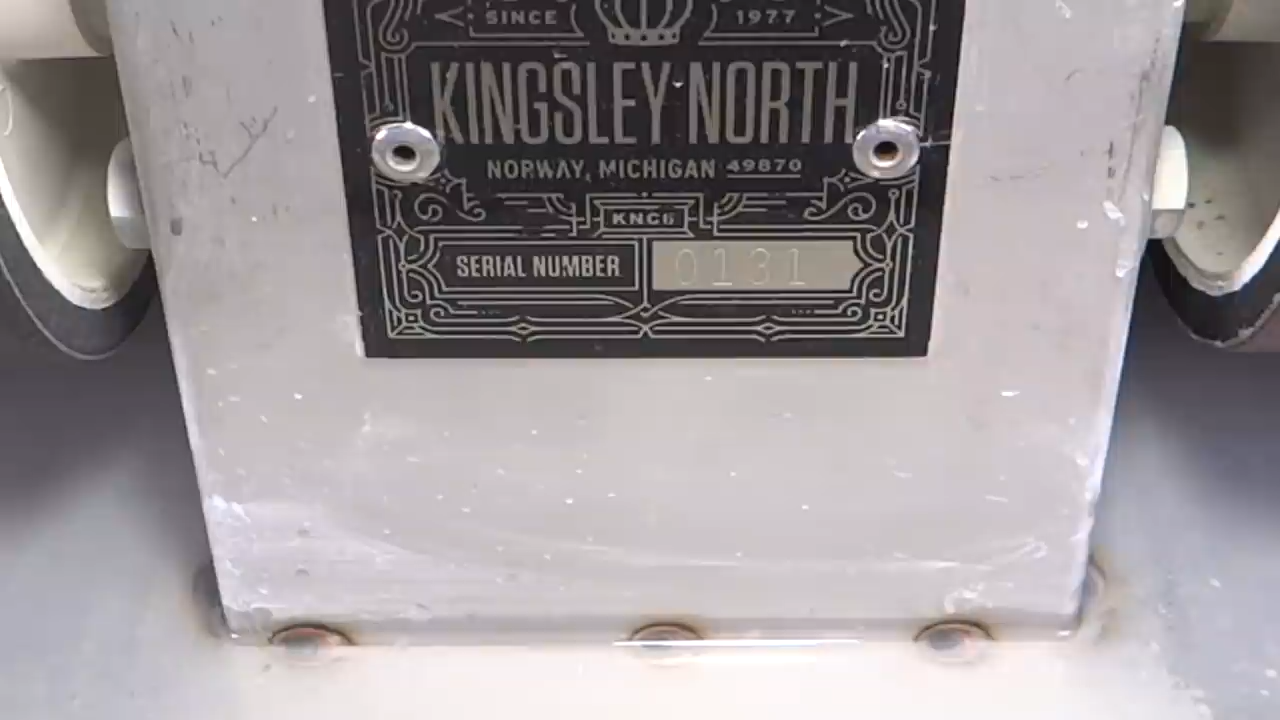 SINCE 1977
KINGSLEY NORTH
NORWAY, MICHIGAN 49870
KNC6
SERIAL NUMBER 0131